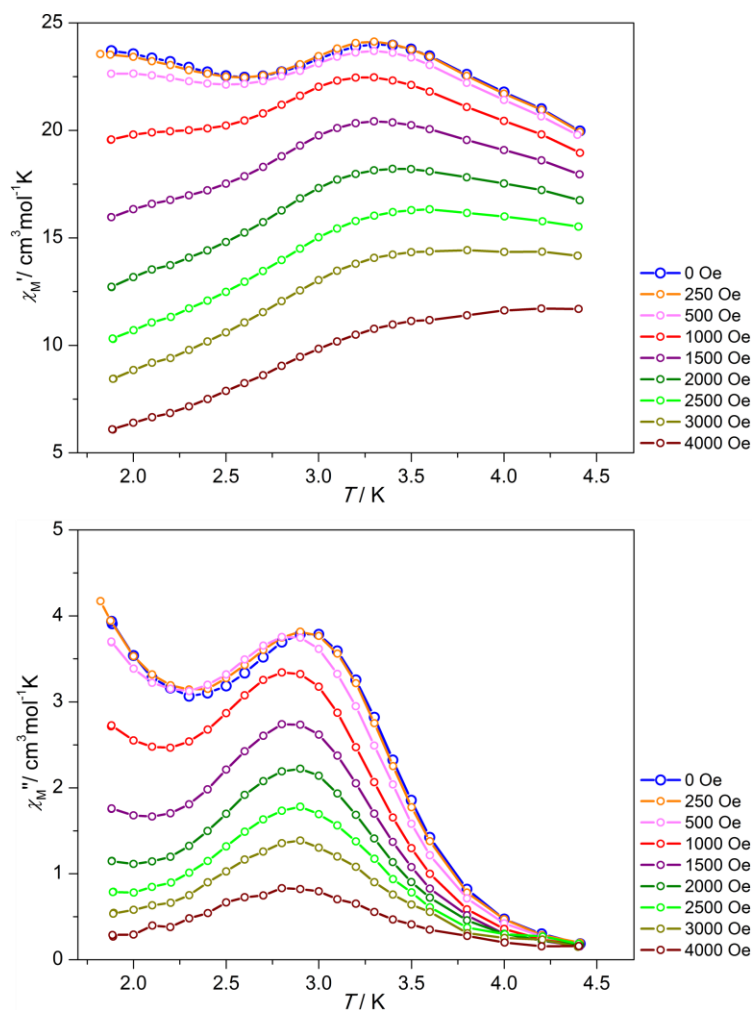 25
20
15
10
5
χM'/ cm³mol⁻¹K
2.0 2.5 3.0 3.5 4.0 4.5
T / K
0 Oe
250 Oe
500 Oe
1000 Oe
1500 Oe
2000 Oe
2500 Oe
3000 Oe
4000 Oe
5
4
3
2
1
0
χM''/ cm³mol⁻¹K
2.0 2.5 3.0 3.5 4.0 4.5
T / K
0 Oe
250 Oe
500 Oe
1000 Oe
1500 Oe
2000 Oe
2500 Oe
3000 Oe
4000 Oe